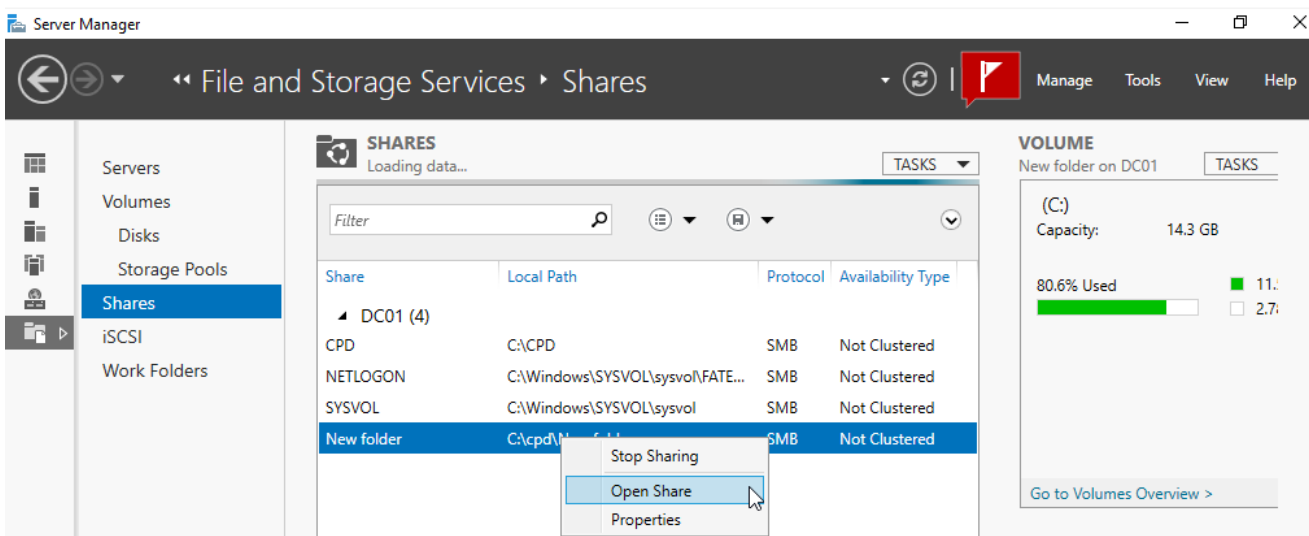 Server Manager
File and Storage Services
Shares
Manage
Tools
View
Help
Servers
Volumes
Disks
Storage Pools
Shares
iSCSI
Work Folders
SHARES
Loading data...
TASKS
Filter
Share Local Path Protocol Availability Type
DC01 (4)
CPD C:\CPD SMB Not Clustered
NETLOGON C:\Windows\SYSVOL\sysvol\FATE... SMB Not Clustered
SYSVOL C:\Windows\SYSVOL\sysvol SMB Not Clustered
New folder SMB Not Clustered
Stop Sharing
Open Share
Properties
VOLUME
New folder on DC01
TASKS
(C:)
Capacity: 14.3 GB
80.6% Used
Go to Volumes Overview >